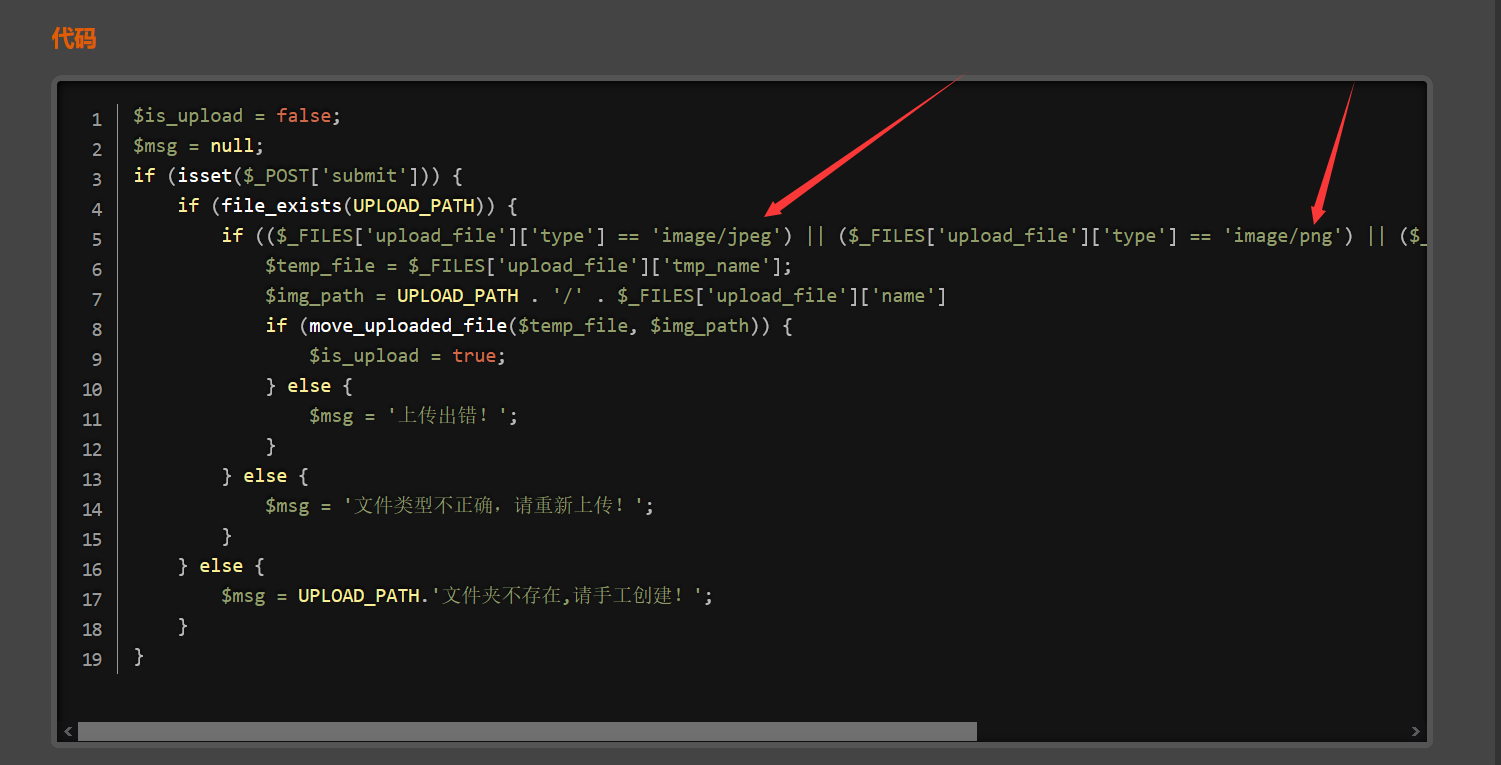 代码
1 $is_upload = false;
2 $msg = null;
3 if (isset($_POST['submit'])) {
4     if (file_exists(UPLOAD_PATH)) {
5         if (($_FILES['upload_file']['type'] == 'image/jpeg') || ($_FILES['upload_file']['type'] == 'image/png') || ($_
6             $temp_file = $_FILES['upload_file']['tmp_name'];
7             $img_path = UPLOAD_PATH . '/' . $_FILES['upload_file']['name']
8             if (move_uploaded_file($temp_file, $img_path)) {
9                 $is_upload = true;
10             } else {
11                 $msg = '上传出错！';
12             }
13         } else {
14             $msg = '文件类型不正确，请重新上传！';
15         }
16     } else {
17         $msg = UPLOAD_PATH.'文件夹不存在,请手工创建！';
18     }
19 }